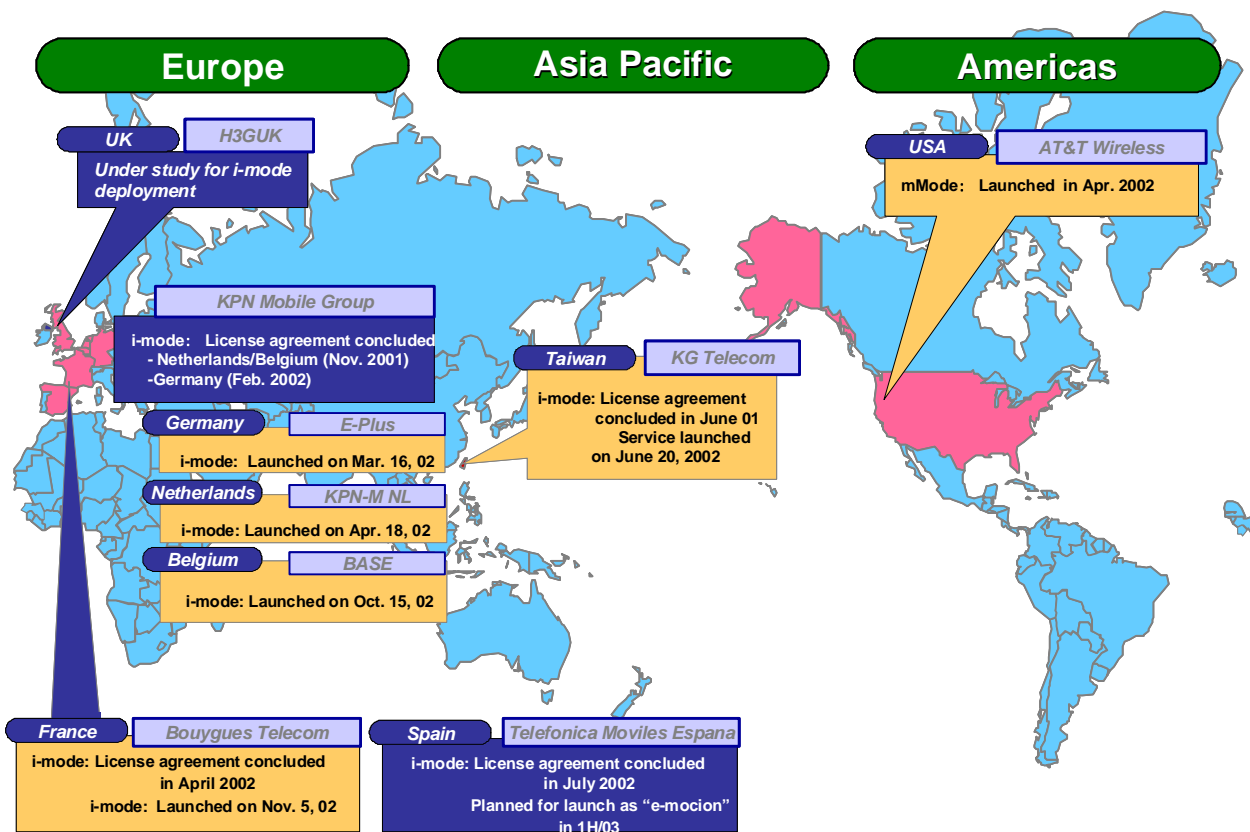 Europe
Asia Pacific
Americas
UK
H3GUK
Under study for i-mode
deployment
USA
AT&T Wireless
mMode: Launched in Apr. 2002
KPN Mobile Group
i-mode: License agreement concluded
- Netherlands/Belgium (Nov. 2001)
-Germany (Feb. 2002)
Taiwan
KG Telecom
i-mode: License agreement
concluded in June 01
Service launched
on June 20, 2002
Germany
E-Plus
i-mode: Launched on Mar. 16, 02
Netherlands
KPN-M NL
i-mode: Launched on Apr. 18, 02
Belgium
BASE
i-mode: Launched on Oct. 15, 02
France
Bouygues Telecom
i-mode: License agreement concluded
in April 2002
i-mode: Launched on Nov. 5, 02
Spain
Telefonica Moviles Espana
i-mode: License agreement concluded
in July 2002
Planned for launch as “e-mocion”
in 1H/03